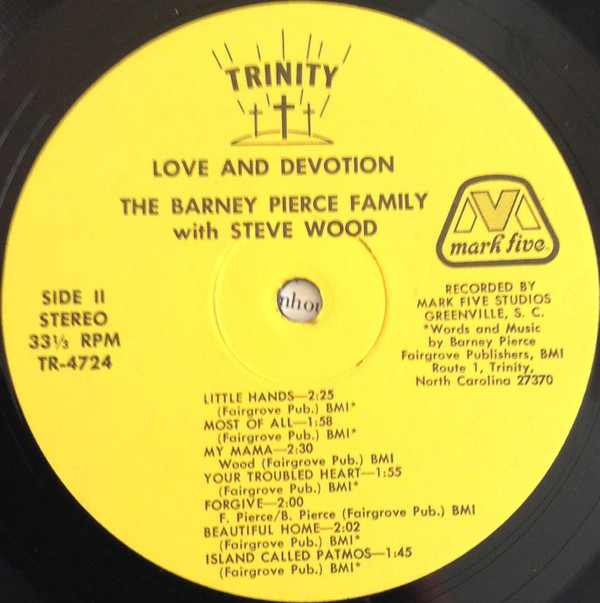 TRINITY
LOVE AND DEVOTION
THE BARNEY PIERCE FAMILY
with STEVE WOOD
mark five
SIDE II
STEREO
33⅓ RPM
TR-4724
RECORDED BY
MARK FIVE STUDIOS
GREENVILLE, S. C.
*Words and Music
by Barney Pierce
Fairgrove Publishers, BMI
Route 1, Trinity,
North Carolina 27370
LITTLE HANDS—2:25
(Fairgrove Pub.) BMI*
MOST OF ALL—1:58
(Fairgrove Pub.) BMI*
MY MAMA—2:30
Wood (Fairgrove Pub.) BMI
YOUR TROUBLED HEART—1:55
(Fairgrove Pub.) BMI*
FORGIVE—2:00
F. Pierce/B. Pierce (Fairgrove Pub.) BMI
BEAUTIFUL HOME—2:02
(Fairgrove Pub.) BMI*
ISLAND CALLED PATMOS—1:45
(Fairgrove Pub.) BMI*